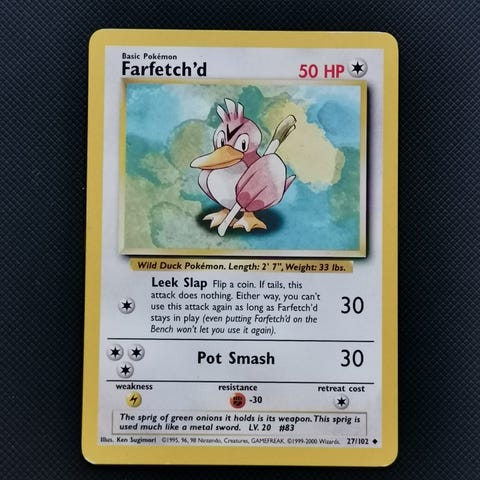 Basic Pokémon
Farfetch'd 50 HP
Wild Duck Pokémon. Length: 2' 7", Weight: 33 lbs.
Leek Slap Flip a coin. If tails, this
attack does nothing. Either way, you can't
use this attack again as long as Farfetch'd
stays in play (even putting Farfetch'd on the
Bench won't let you use it again).
30
Pot Smash 30
weakness resistance retreat cost
-30
The sprig of green onions it holds is its weapon. This sprig is
used much like a metal sword. LV. 20 #83
Illus. Ken Sugimori ©1995, 96, 98 Nintendo, Creatures, GAMEFREAK. ©1999-2000 Wizards. 27/102